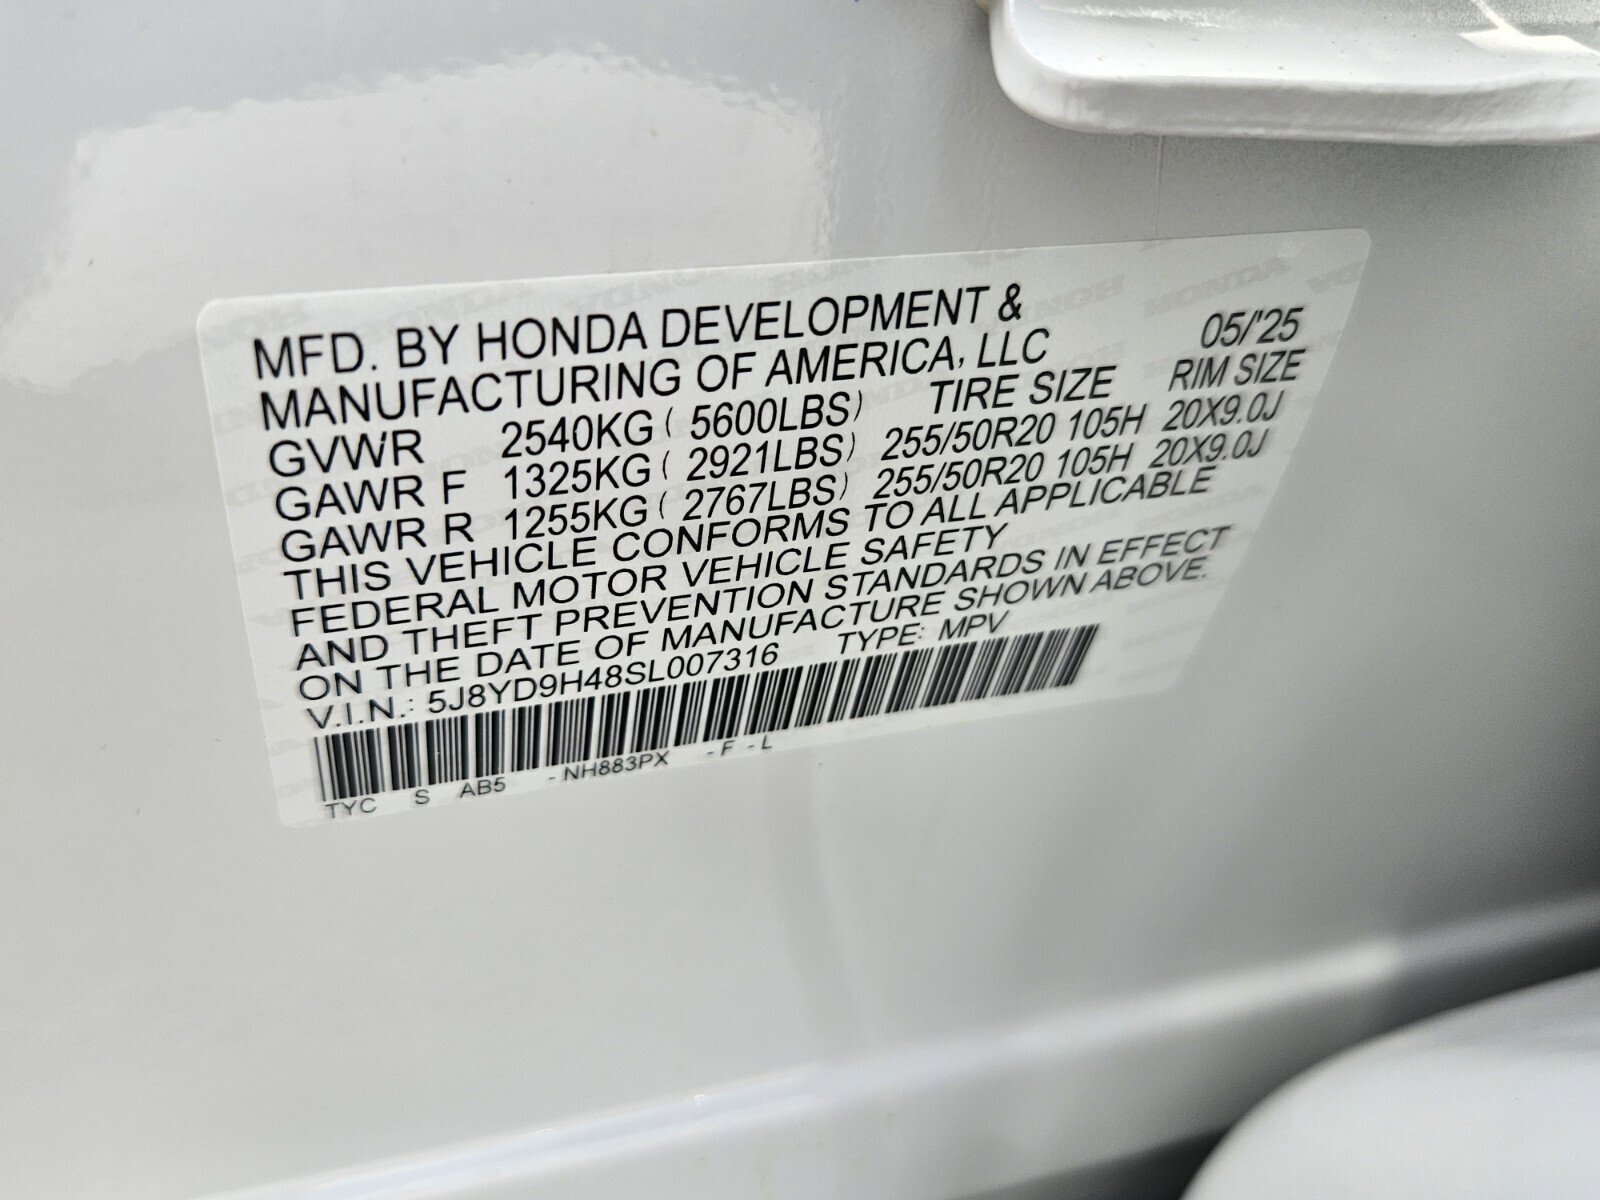 MFD. BY HONDA DEVELOPMENT &
MANUFACTURING OF AMERICA, LLC 05/'25
GVWR 2540KG ( 5600LBS) TIRE SIZE RIM SIZE
GAWR F 1325KG ( 2921LBS) 255/50R20 105H 20X9.0J
GAWR R 1255KG ( 2767LBS) 255/50R20 105H 20X9.0J
THIS VEHICLE CONFORMS TO ALL APPLICABLE
FEDERAL MOTOR VEHICLE SAFETY
AND THEFT PREVENTION STANDARDS IN EFFECT
ON THE DATE OF MANUFACTURE SHOWN ABOVE.
V.I.N.: 5J8YD9H48SL007316 TYPE: MPV
TYC S AB5 - NH883PX - F - L